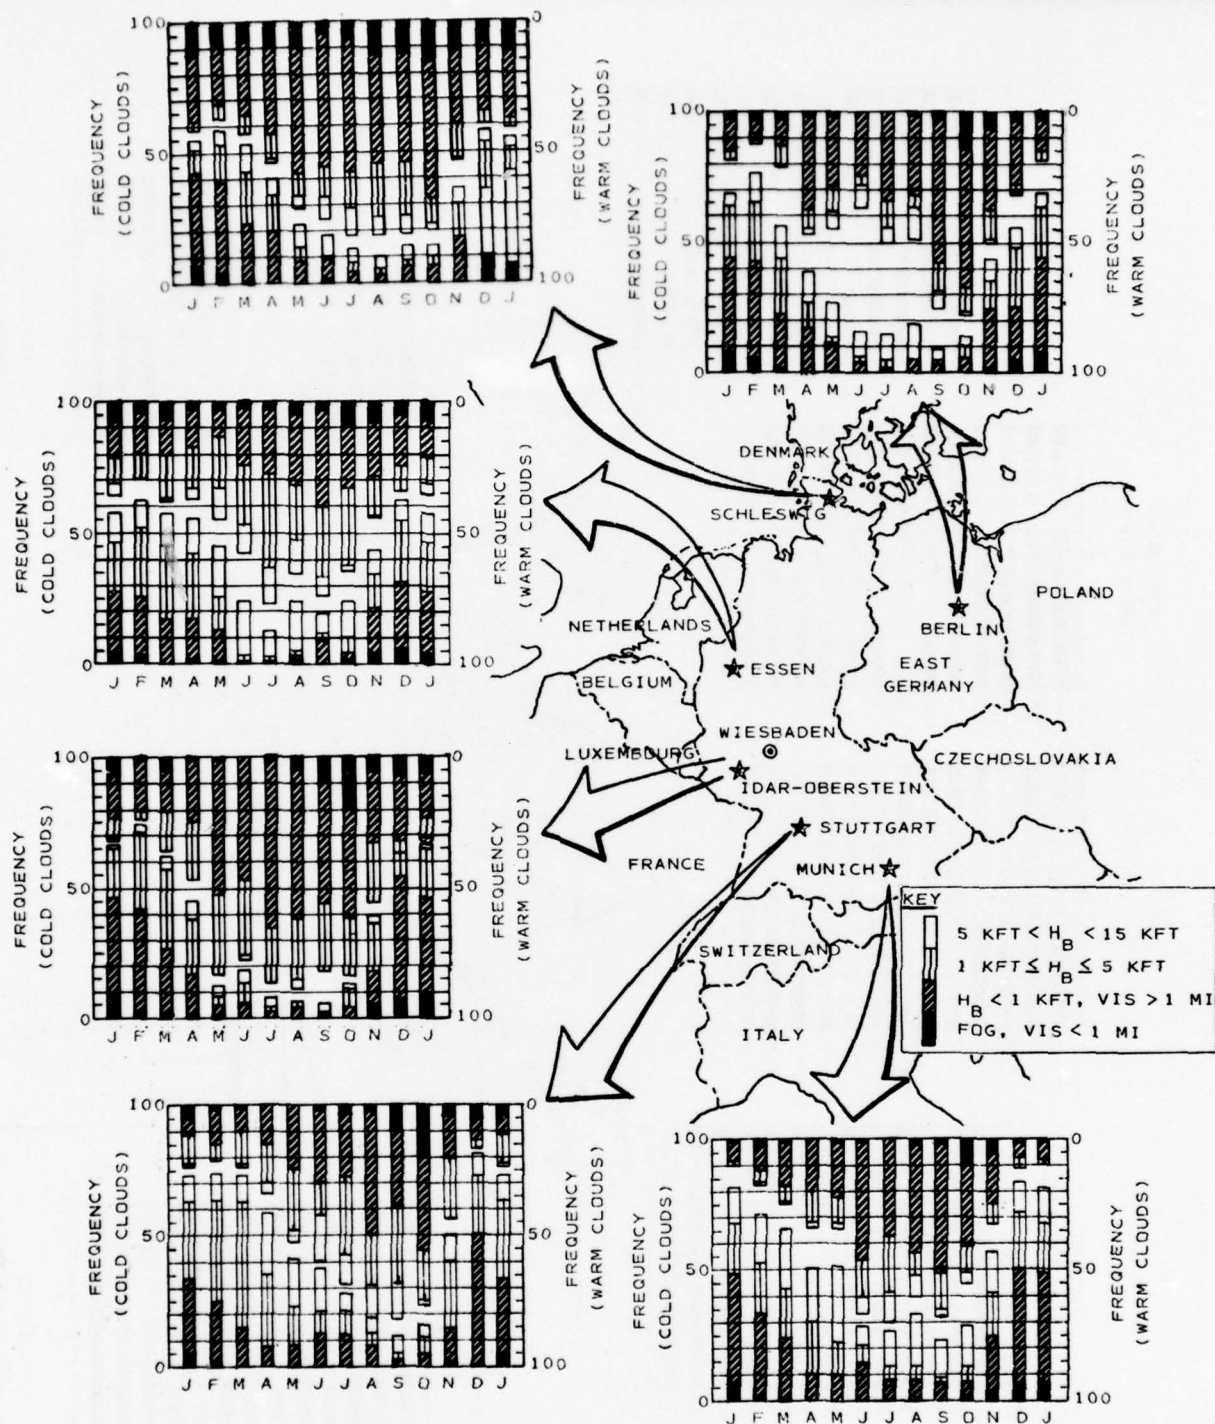 100
50
0
FREQUENCY
(COLD CLOUDS)
0
50
100
FREQUENCY
(WARM CLOUDS)
J F M A M J J A S O N D J
100
50
0
FREQUENCY
(COLD CLOUDS)
0
50
100
FREQUENCY
(WARM CLOUDS)
J F M A M J J A S O N D J
100
50
0
FREQUENCY
(COLD CLOUDS)
0
50
100
FREQUENCY
(WARM CLOUDS)
J F M A M J J A S O N D J
DENMARK
SCHLESWIG
POLAND
NETHERLANDS
BERLIN
ESSEN
EAST
GERMANY
BELGIUM
WIESBADEN
LUXEMBOURG
CZECHOSLOVAKIA
IDAR-OBERSTEIN
STUTTGART
FRANCE
MUNICH
SWITZERLAND
ITALY
100
50
0
FREQUENCY
(COLD CLOUDS)
0
50
100
FREQUENCY
(WARM CLOUDS)
J F M A M J J A S O N D J
KEY
5 KFT < H_B < 15 KFT
1 KFT ≤ H_B ≤ 5 KFT
H_B < 1 KFT, VIS > 1 MI
FOG, VIS < 1 MI
100
50
0
FREQUENCY
(COLD CLOUDS)
0
50
100
FREQUENCY
(WARM CLOUDS)
J F M A M J J A S O N D J
100
50
0
FREQUENCY
(COLD CLOUDS)
0
50
100
FREQUENCY
(WARM CLOUDS)
J F M A M J J A S O N D J